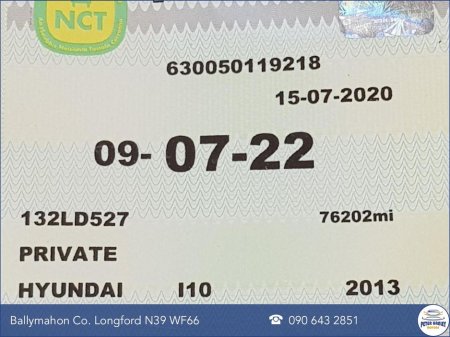 NCT
630050119218
15-07-2020
09-07-22
132LD527 76202mi
PRIVATE
HYUNDAI I10 2013
Ballymahon Co. Longford N39 WF66 ☎ 090 643 2851